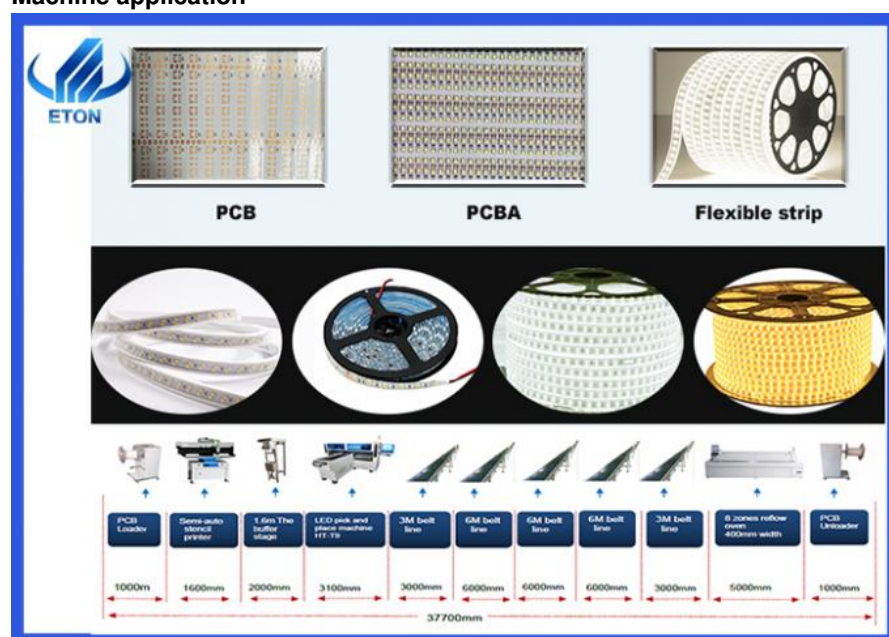 Machine application
ETON
PCB
PCBA
Flexible strip
PCB
Loader
Semi-auto
stencil
printer
1.6m The
buffer
stage
LED pick and
place machine
HT-T9
3M belt
line
6M belt
line
6M belt
line
6M belt
line
3M belt
line
8 zones reflow
oven
400mm width
PCB
Unloader
1000m
1600mm
2000mm
3100mm
3000mm
6000mm
6000mm
6000mm
3000mm
5000mm
1000mm
37700mm